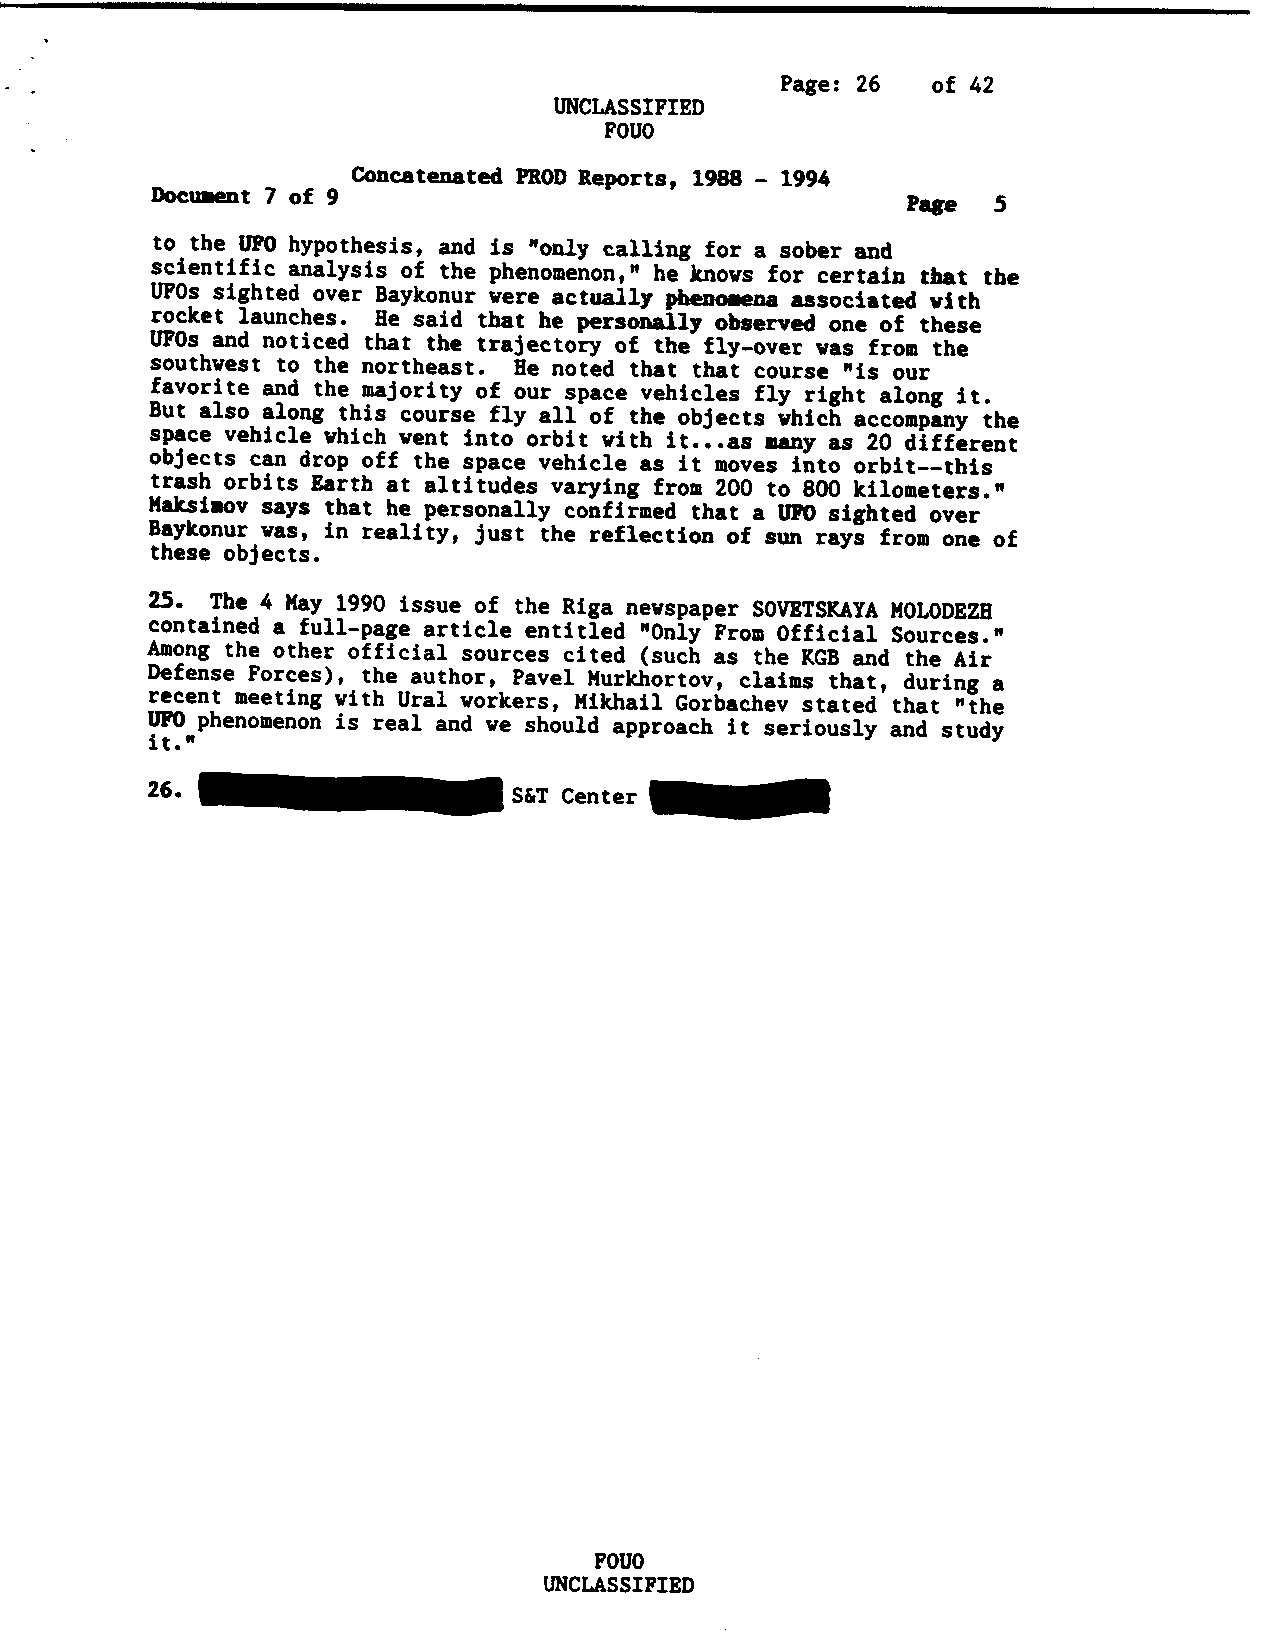 Page: 26 of 42
UNCLASSIFIED
FOUO
Concatenated PROD Reports, 1988 - 1994
Document 7 of 9
Page 5
to the UFO hypothesis, and is "only calling for a sober and
scientific analysis of the phenomenon," he knows for certain that the
UFOs sighted over Baykonur were actually phenomena associated with
rocket launches. He said that he personally observed one of these
UFOs and noticed that the trajectory of the fly-over was from the
southwest to the northeast. He noted that that course "is our
favorite and the majority of our space vehicles fly right along it.
But also along this course fly all of the objects which accompany the
space vehicle which went into orbit with it...as many as 20 different
objects can drop off the space vehicle as it moves into orbit--this
trash orbits Earth at altitudes varying from 200 to 800 kilometers."
Maksimov says that he personally confirmed that a UFO sighted over
Baykonur was, in reality, just the reflection of sun rays from one of
these objects.
25. The 4 May 1990 issue of the Riga newspaper SOVETSKAYA MOLODEZH
contained a full-page article entitled "Only From Official Sources."
Among the other official sources cited (such as the KGB and the Air
Defense Forces), the author, Pavel Murkhortov, claims that, during a
recent meeting with Ural workers, Mikhail Gorbachev stated that "the
UFO phenomenon is real and we should approach it seriously and study
it."
26. S&T Center
FOUO
UNCLASSIFIED